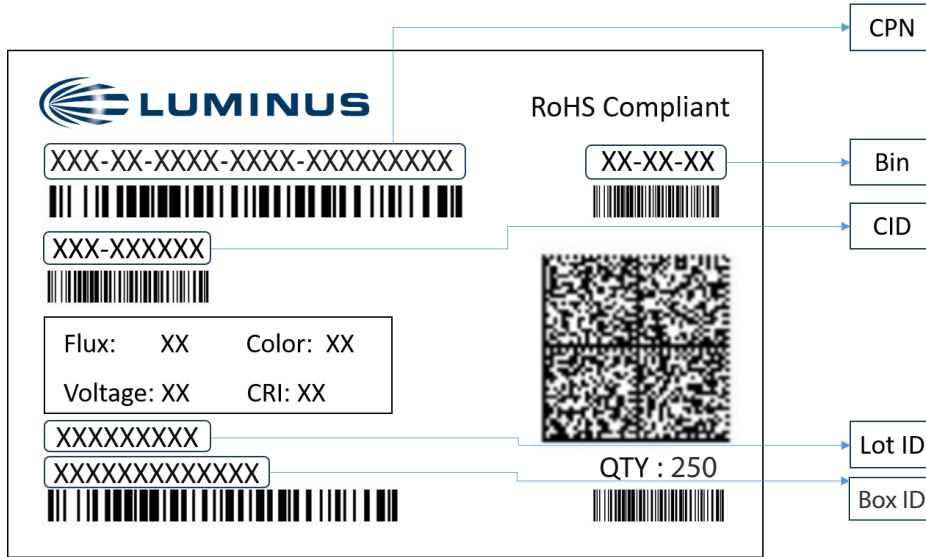 CPN
LUMINUS
RoHS Compliant
XXX-XX-XXXX-XXXX-XXXXXXXXX
XX-XX-XX
Bin
XXX-XXXXXX
CID
Flux: XX Color: XX
Voltage: XX CRI: XX
XXXXXXXXX
Lot ID
XXXXXXXXXXXXX
QTY : 250
Box ID